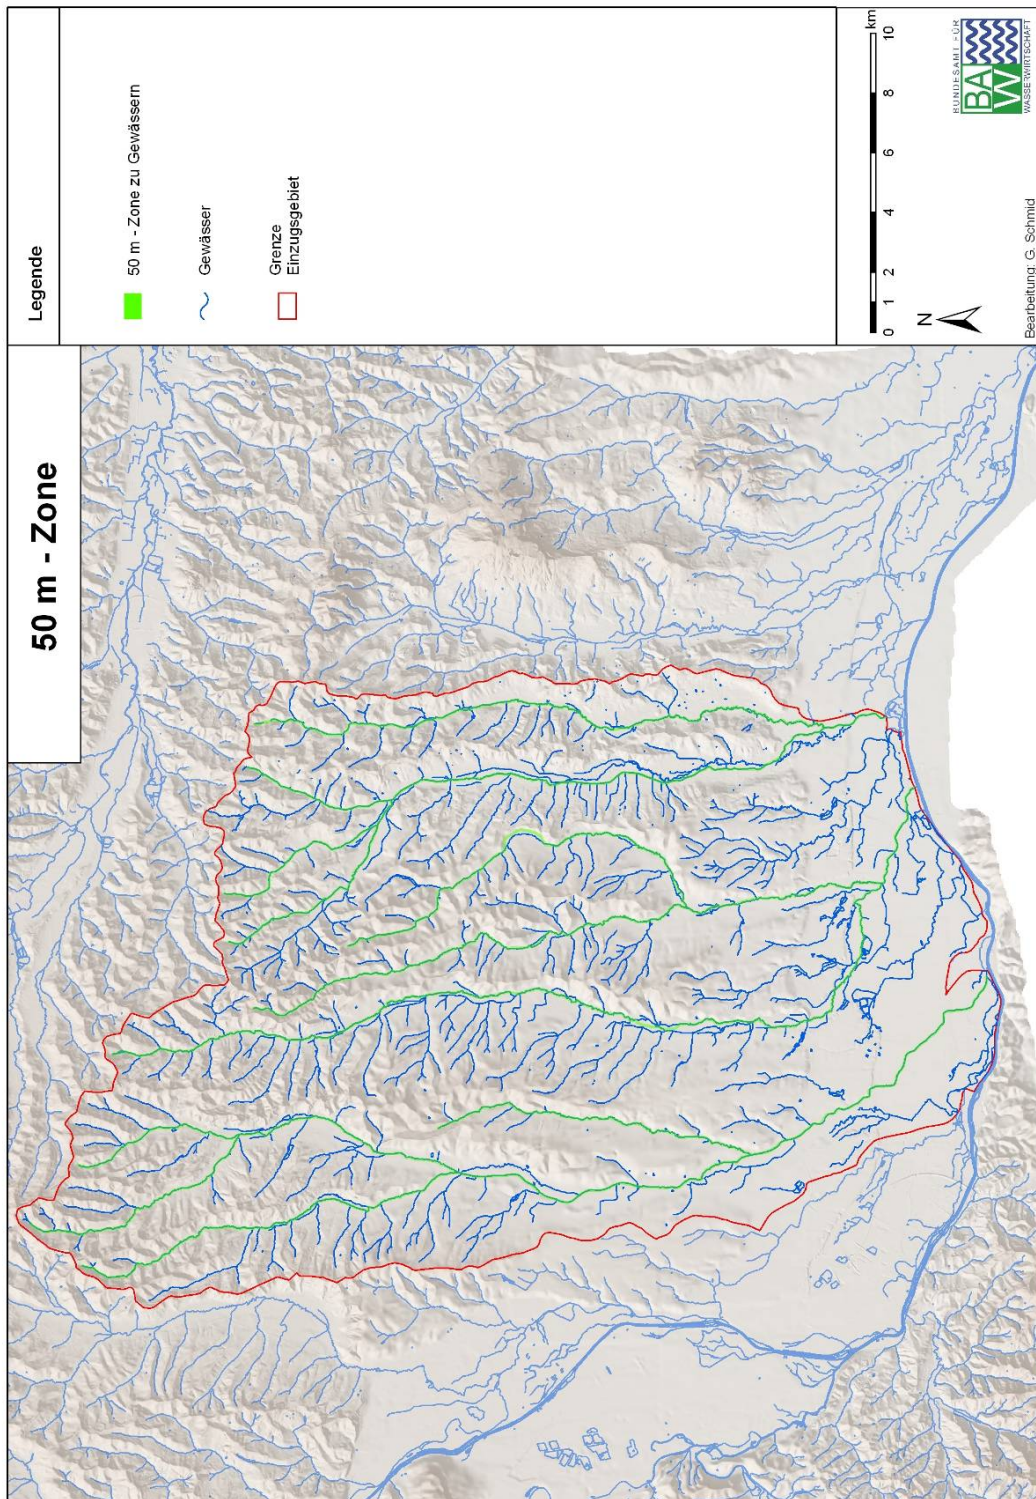 50 m - Zone
Legende
50 m - Zone zu Gewässern
Gewässer
Grenze
Einzugsgebiet
km
0 1 2 4 6 8 10
N
BUNDESAMT FÜR
BAW
WASSERWIRTSCHAFT
Bearbeitung: G. Schmid